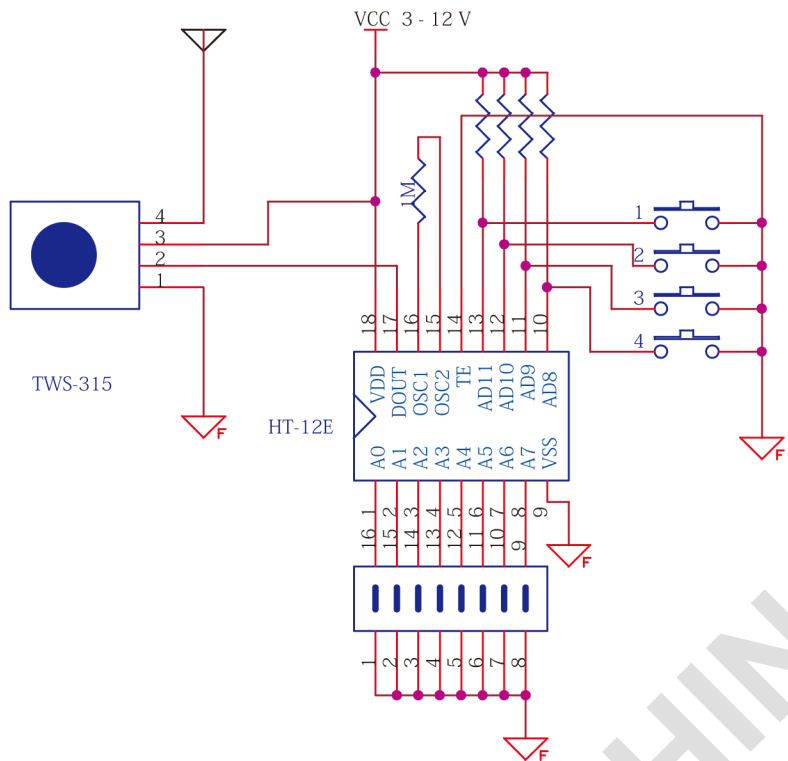 VCC 3 - 12 V
1M
4
3
2
1
TWS-315
1
2
3
4
18
17
16
15
14
13
12
11
10
VDD
DOUT
OSC1
OSC2
TE
AD11
AD10
AD9
AD8
HT-12E
A0
A1
A2
A3
A4
A5
A6
A7
VSS
1
2
3
4
5
6
7
8
9
16
15
14
13
12
11
10
9
1
2
3
4
5
6
7
8
F
F
F
F
HIN